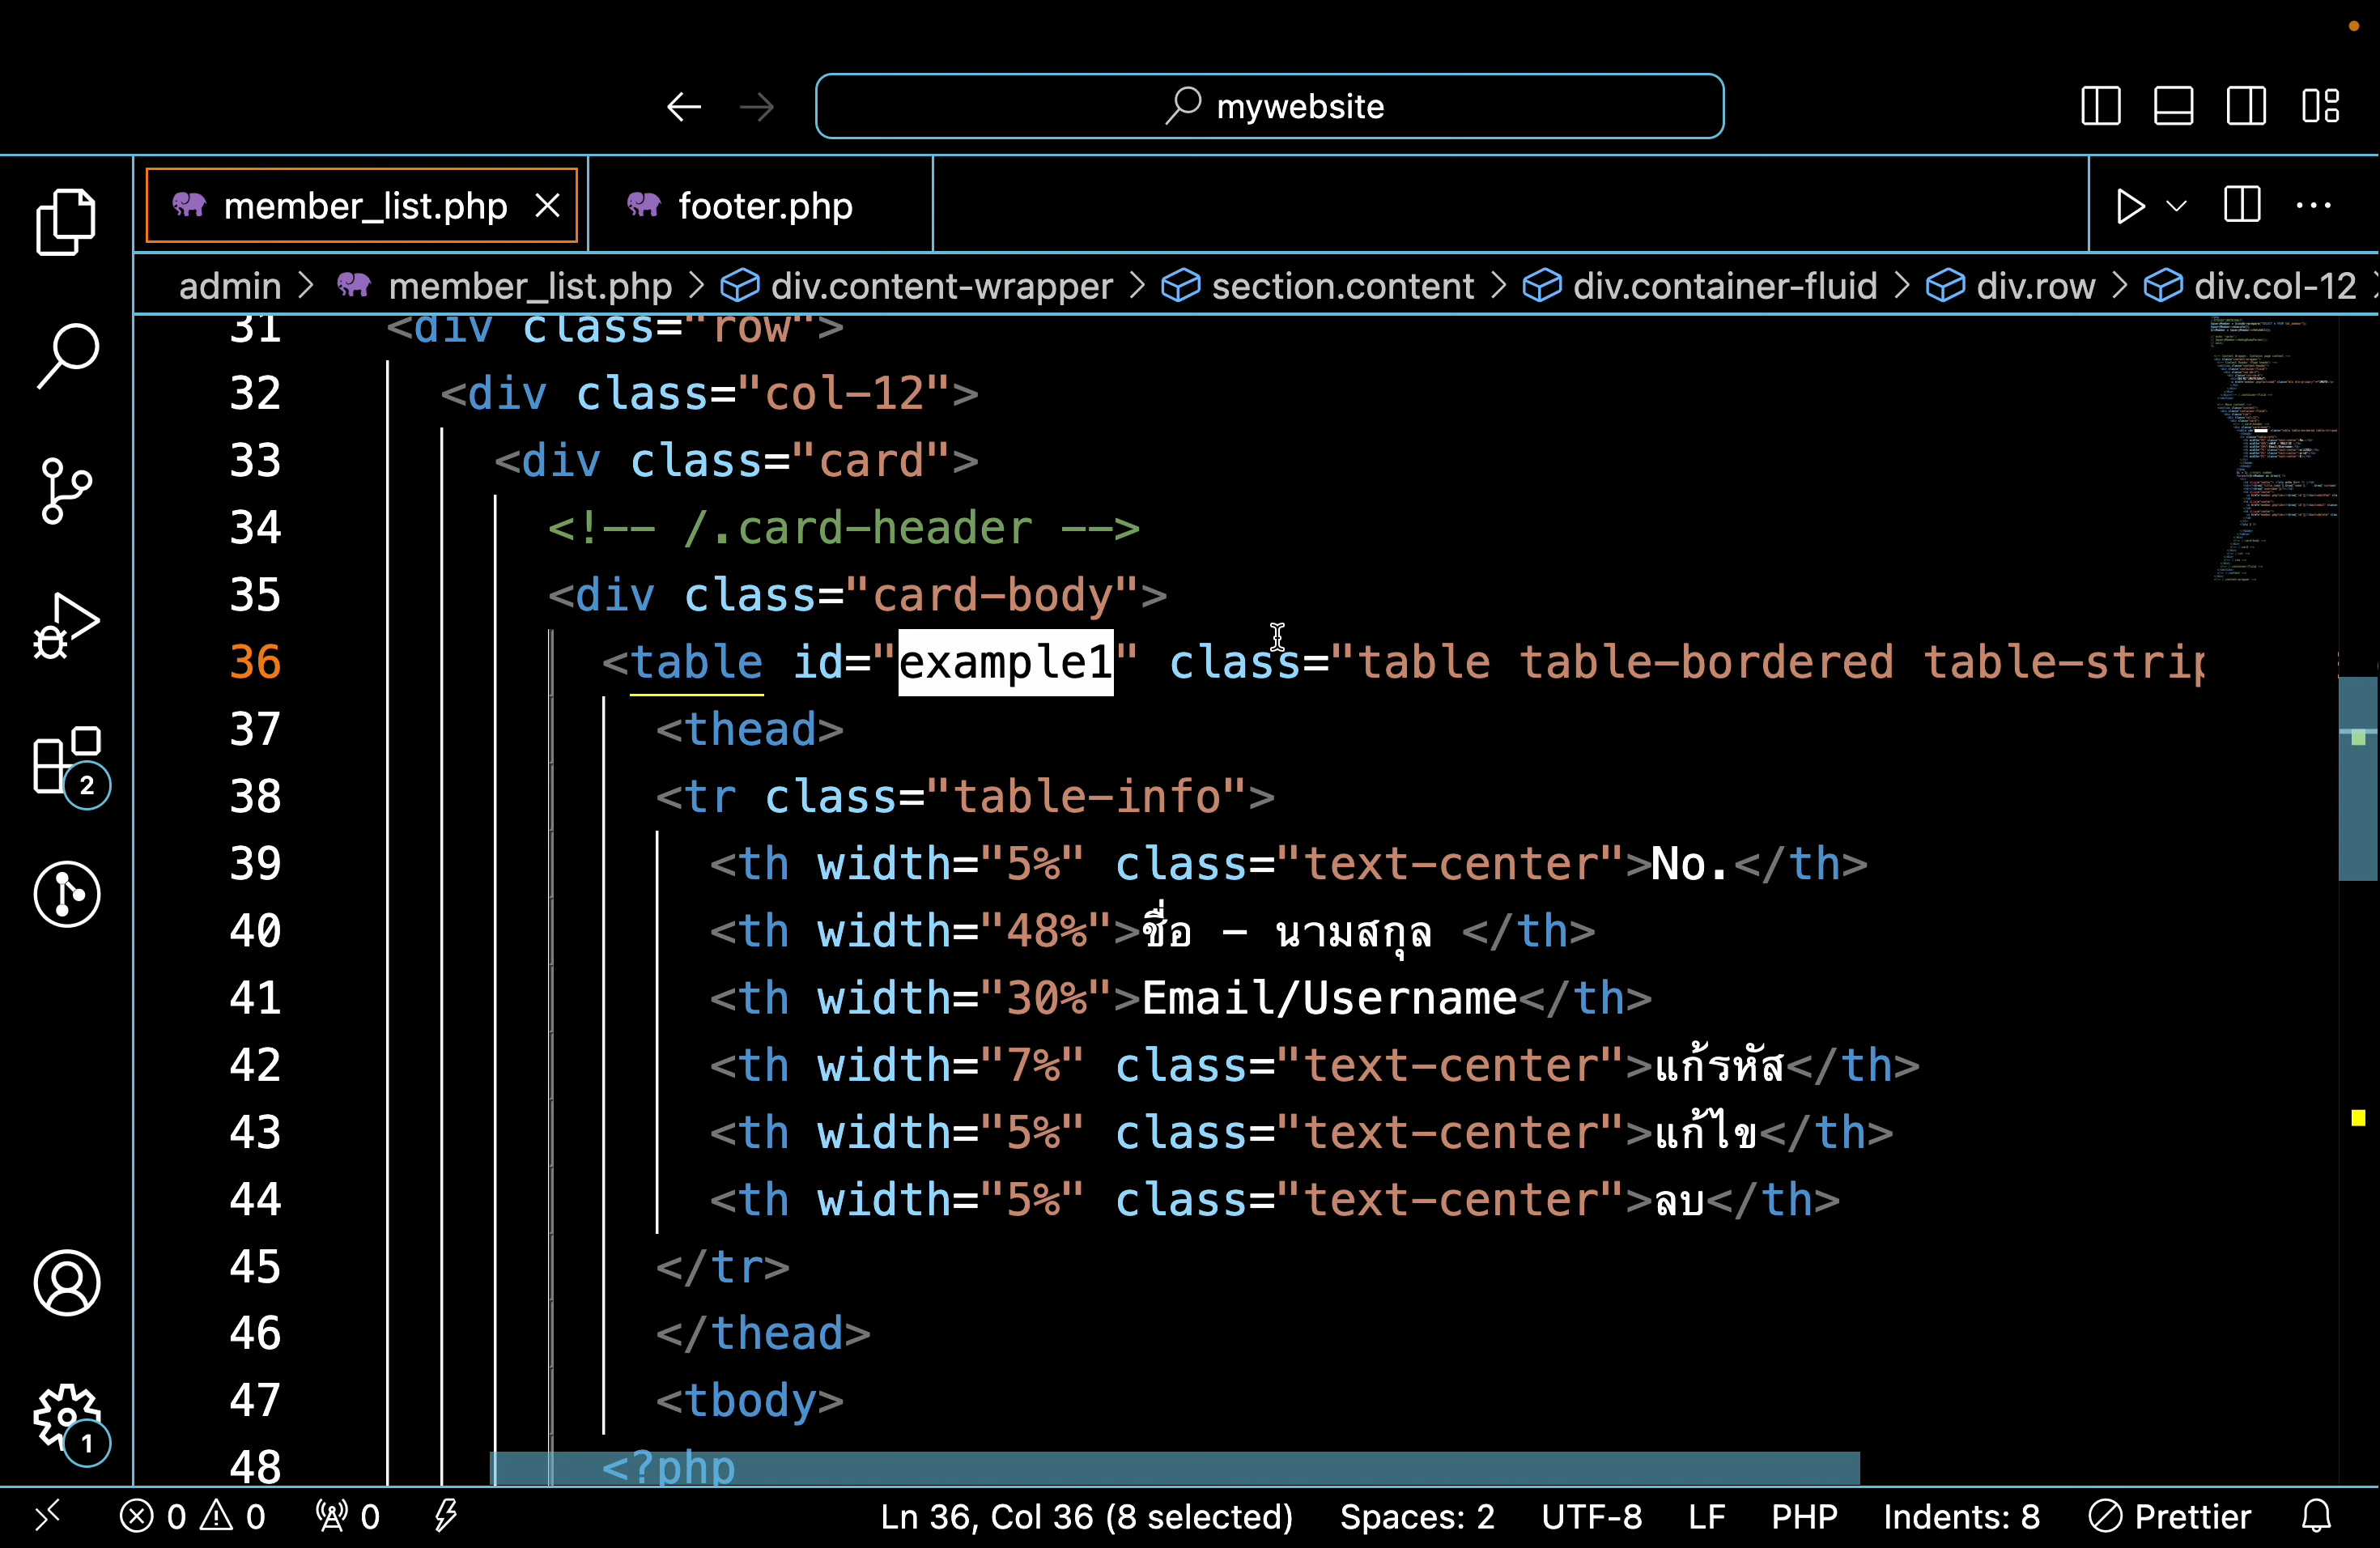 mywebsite
member_list.php footer.php
admin > member_list.php > div.content-wrapper > section.content > div.container-fluid > div.row > div.col-12
31 <div class="row">
32 <div class="col-12">
33 <div class="card">
34 <!-- /.card-header -->
35 <div class="card-body">
36 <table id="example1" class="table table-bordered table-strip
37 <thead>
38 <tr class="table-info">
39 <th width="5%" class="text-center">No.</th>
40 <th width="48%">ชื่อ - นามสกุล </th>
41 <th width="30%">Email/Username</th>
42 <th width="7%" class="text-center">แก้รหัส</th>
43 <th width="5%" class="text-center">แก้ไข</th>
44 <th width="5%" class="text-center">ลบ</th>
45 </tr>
46 </thead>
47 <tbody>
48 <?php
2
1
0 0 0 Ln 36, Col 36 (8 selected) Spaces: 2 UTF-8 LF PHP Indents: 8 Prettier